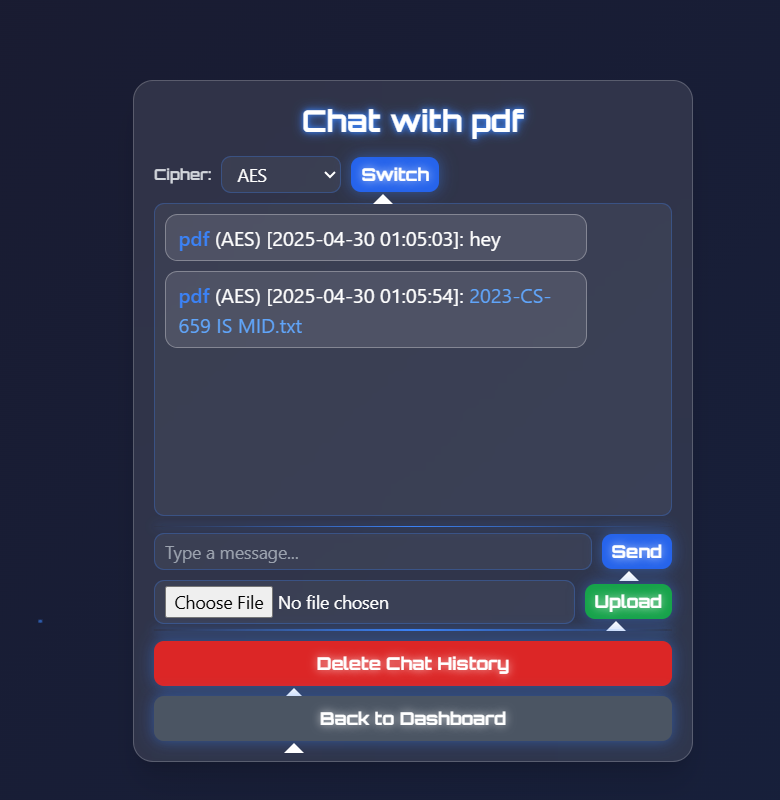 Chat with pdf
Cipher: AES Switch
pdf (AES) [2025-04-30 01:05:03]: hey
pdf (AES) [2025-04-30 01:05:54]: 2023-CS-
659 IS MID.txt
Type a message... Send
Choose File No file chosen Upload
Delete Chat History
Back to Dashboard